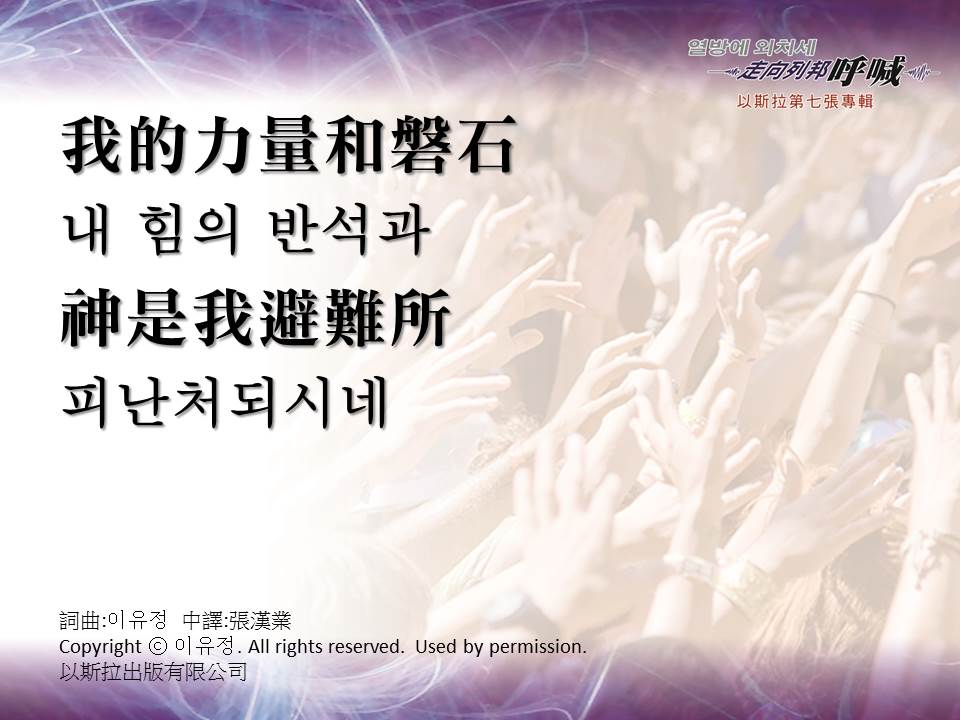 열방에 외치세
走向列邦呼喊
以斯拉第七張專輯
我的力量和磐石
내 힘의 반석과
神是我避難所
피난처되시네
詞曲:이유정 中譯:張漢業
Copyright ⓒ 이유정. All rights reserved. Used by permission.
以斯拉出版有限公司